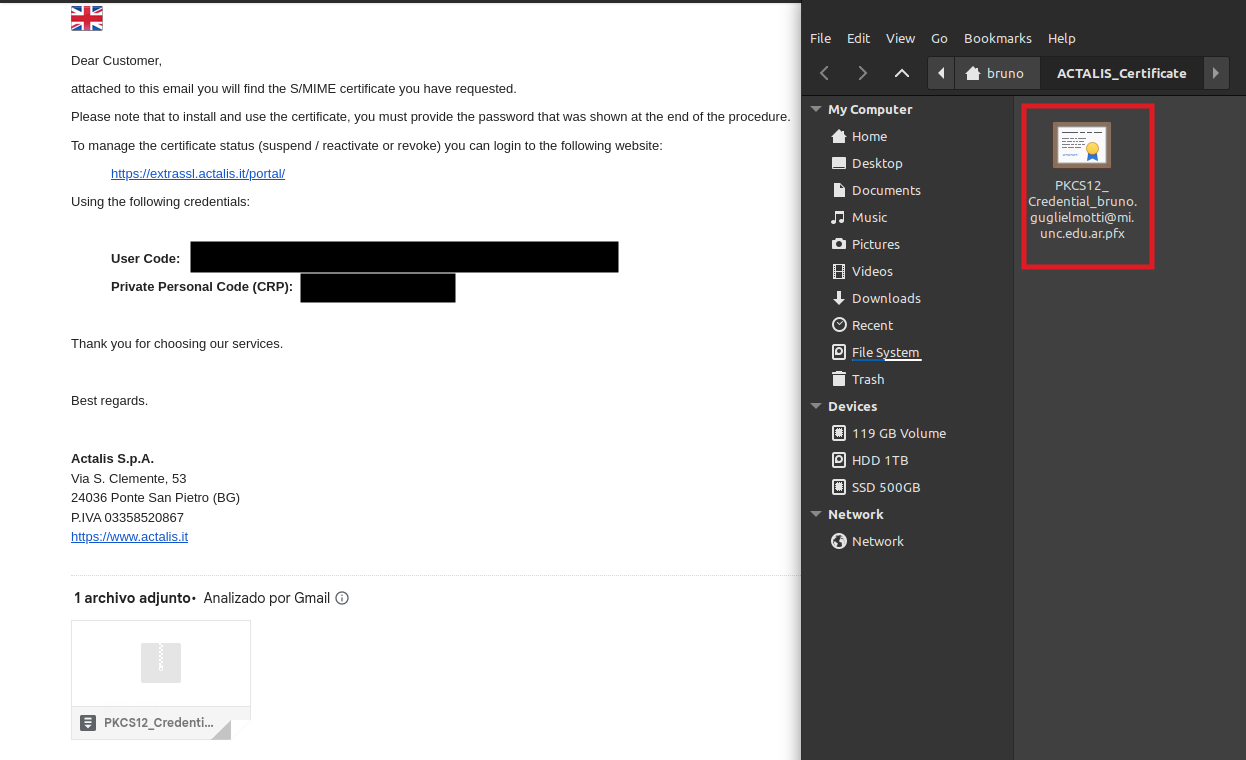 Dear Customer,
attached to this email you will find the S/MIME certificate you have requested.
Please note that to install and use the certificate, you must provide the password that was shown at the end of the procedure.
To manage the certificate status (suspend / reactivate or revoke) you can login to the following website:
https://extrassl.actalis.it/portal/
Using the following credentials:
User Code:
Private Personal Code (CRP):
Thank you for choosing our services.
Best regards.
Actalis S.p.A.
Via S. Clemente, 53
24036 Ponte San Pietro (BG)
P.IVA 03358520867
https://www.actalis.it
1 archivo adjunto • Analizado por Gmail
PKCS12_Credenti...
File Edit View Go Bookmarks Help
bruno ACTALIS_Certificate
My Computer
Home
Desktop
Documents
Music
Pictures
Videos
Downloads
Recent
File System
Trash
Devices
119 GB Volume
HDD 1TB
SSD 500GB
Network
Network
PKCS12_
Credential_bruno.
guglielmotti@mi.
unc.edu.ar.pfx